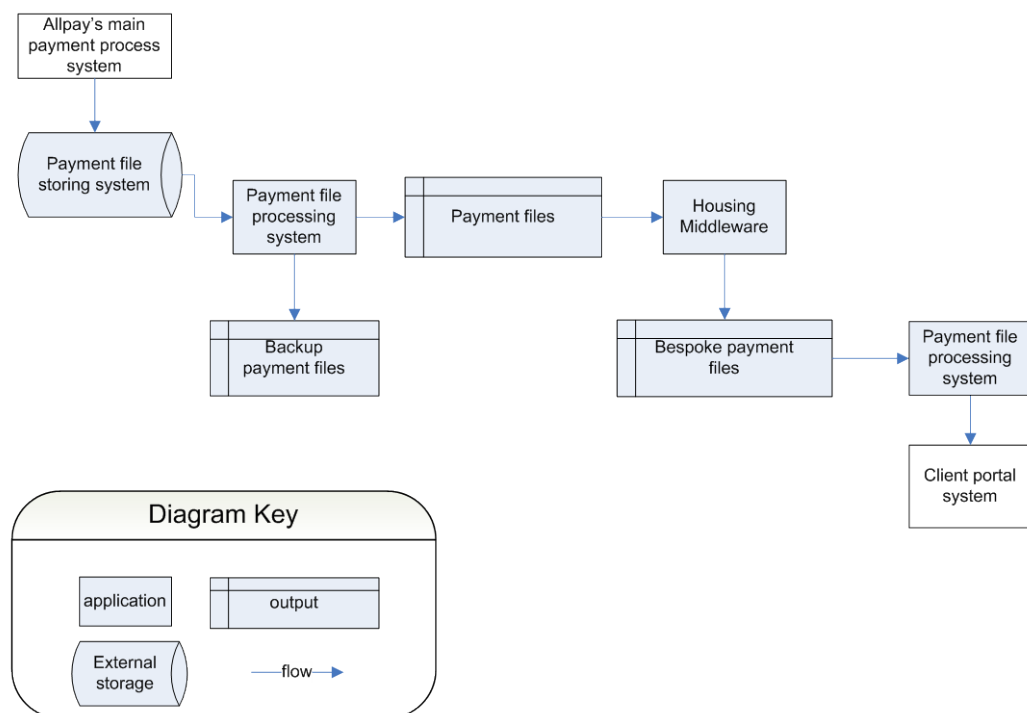 Allpay's main
payment process
system
Payment file
storing system
Payment file
processing
system
Payment files
Housing
Middleware
Backup
payment files
Bespoke payment
files
Payment file
processing
system
Client portal
system
Diagram Key
application
output
External
storage
flow